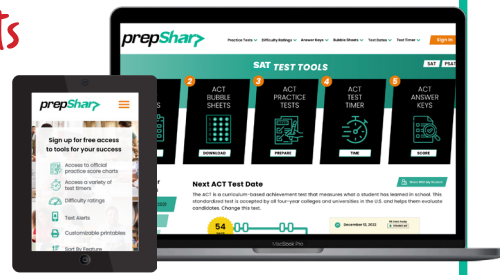 ts
prepSharp
Practice Tests
Difficulty Ratings
Answer Keys
Bubble Sheets
Test Dates
Test Timer
Sign In
SAT TEST TOOLS
SAT
PSAT
S
2
ACT
BUBBLE
SHEETS
DOWNLOAD
3
ACT
PRACTICE
TESTS
PREPARE
4
ACT
TEST
TIMER
TIME
5
ACT
ANSWER
KEYS
SCORE
Next ACT Test Date
The ACT is a curriculum-based achievement test that measures what a student has learned in school. This
standardized test is accepted by all four-year colleges and universities in the U.S. and helps them evaluate
candidates. Change this text.
54
December 12, 2022
MacBook Pro
prepSharp
Sign up for free access
to tools for your success
Access to official
practice score charts
Access a variety of
test timers
Difficulty ratings
Test Alerts
Customizable printables
Sort By Feature